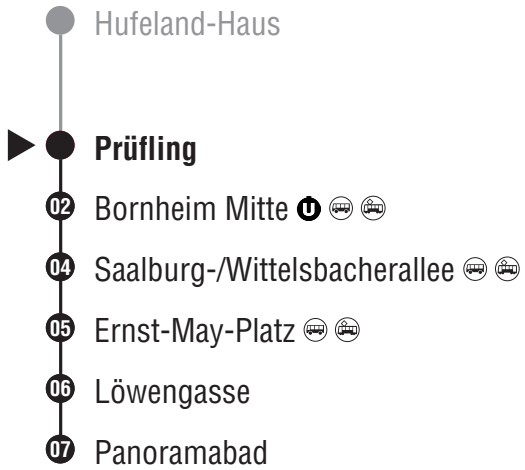 Hufeland-Haus
Prüfling
02 Bornheim Mitte U
04 Saalburg-/Wittelsbacherallee
05 Ernst-May-Platz
06 Löwengasse
07 Panoramabad